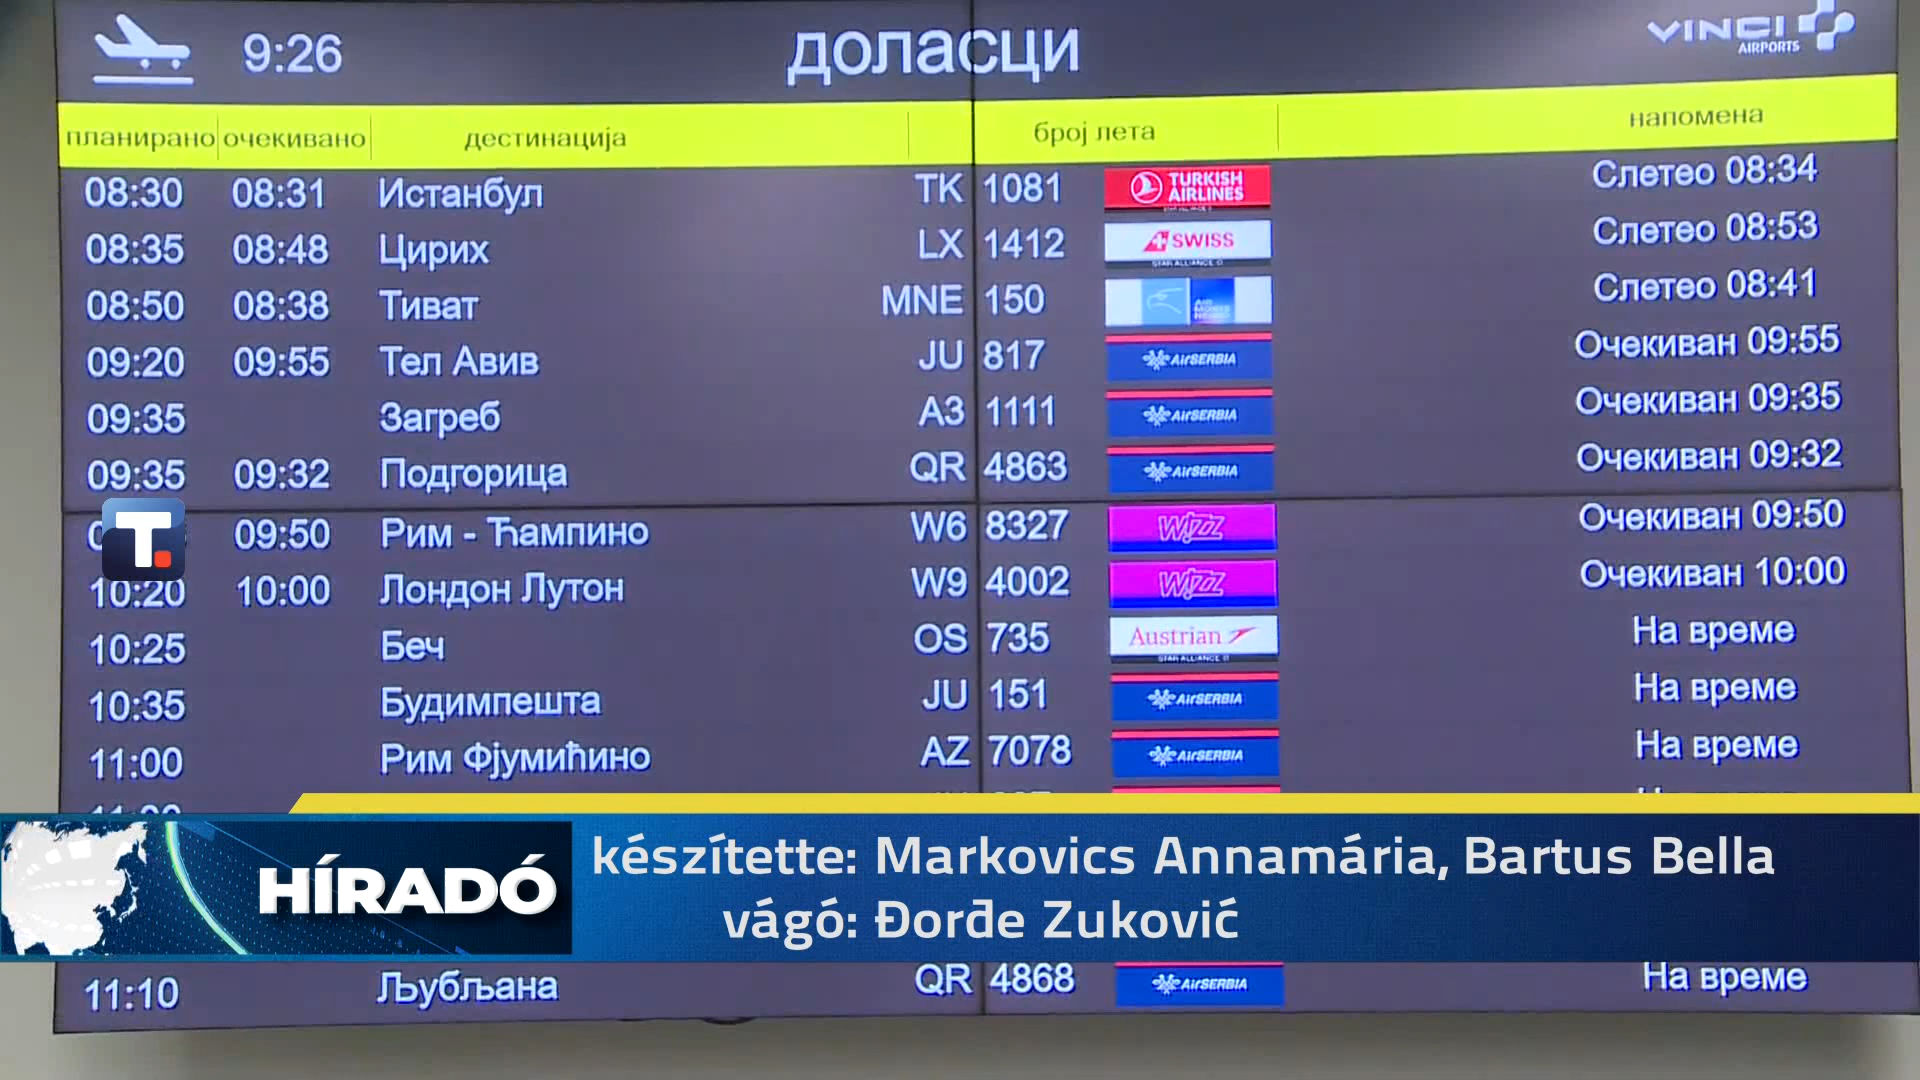 9:26 доласци VINCI AIRPORTS
планирано очекивано дестинација број лета напомена
08:30 08:31 Истанбул TK 1081 TURKISH AIRLINES Слетео 08:34
08:35 08:48 Цирих LX 1412 SWISS Слетео 08:53
08:50 08:38 Тиват MNE 150 AIR MONTENEGRO Слетео 08:41
09:20 09:55 Тел Авив JU 817 AirSERBIA Очекиван 09:55
09:35 Загреб A3 1111 AirSERBIA Очекиван 09:35
09:35 09:32 Подгорица QR 4863 AirSERBIA Очекиван 09:32
09:50 Рим - Ћампино W6 8327 WIZZ Очекиван 09:50
T.
10:20 10:00 Лондон Лутон W9 4002 WIZZ Очекиван 10:00
10:25 Беч OS 735 Austrian На време
10:35 Будимпешта JU 151 AirSERBIA На време
11:00 Рим Фјумићино AZ 7078 AirSERBIA На време
HÍRADÓ
készítette: Markovics Annamária, Bartus Bella
vágó: Đorđe Zuković
11:10 Љубљана QR 4868 AirSERBIA На време